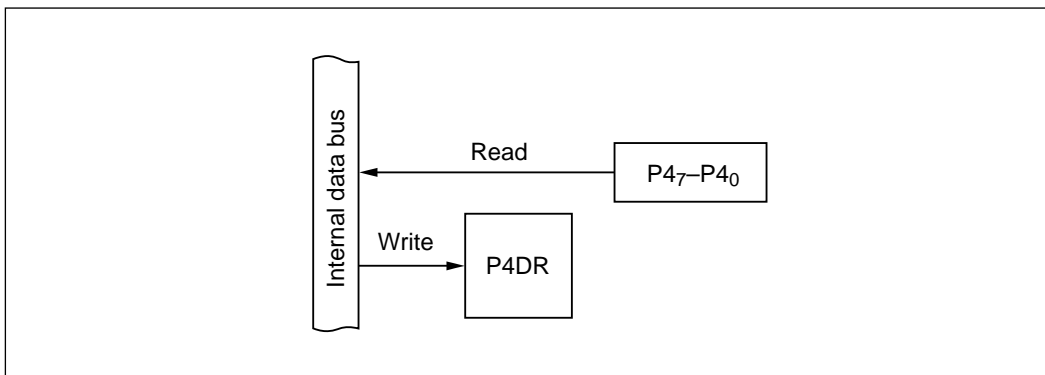 Internal data bus
Read
P4₇–P4₀
Write
P4DR